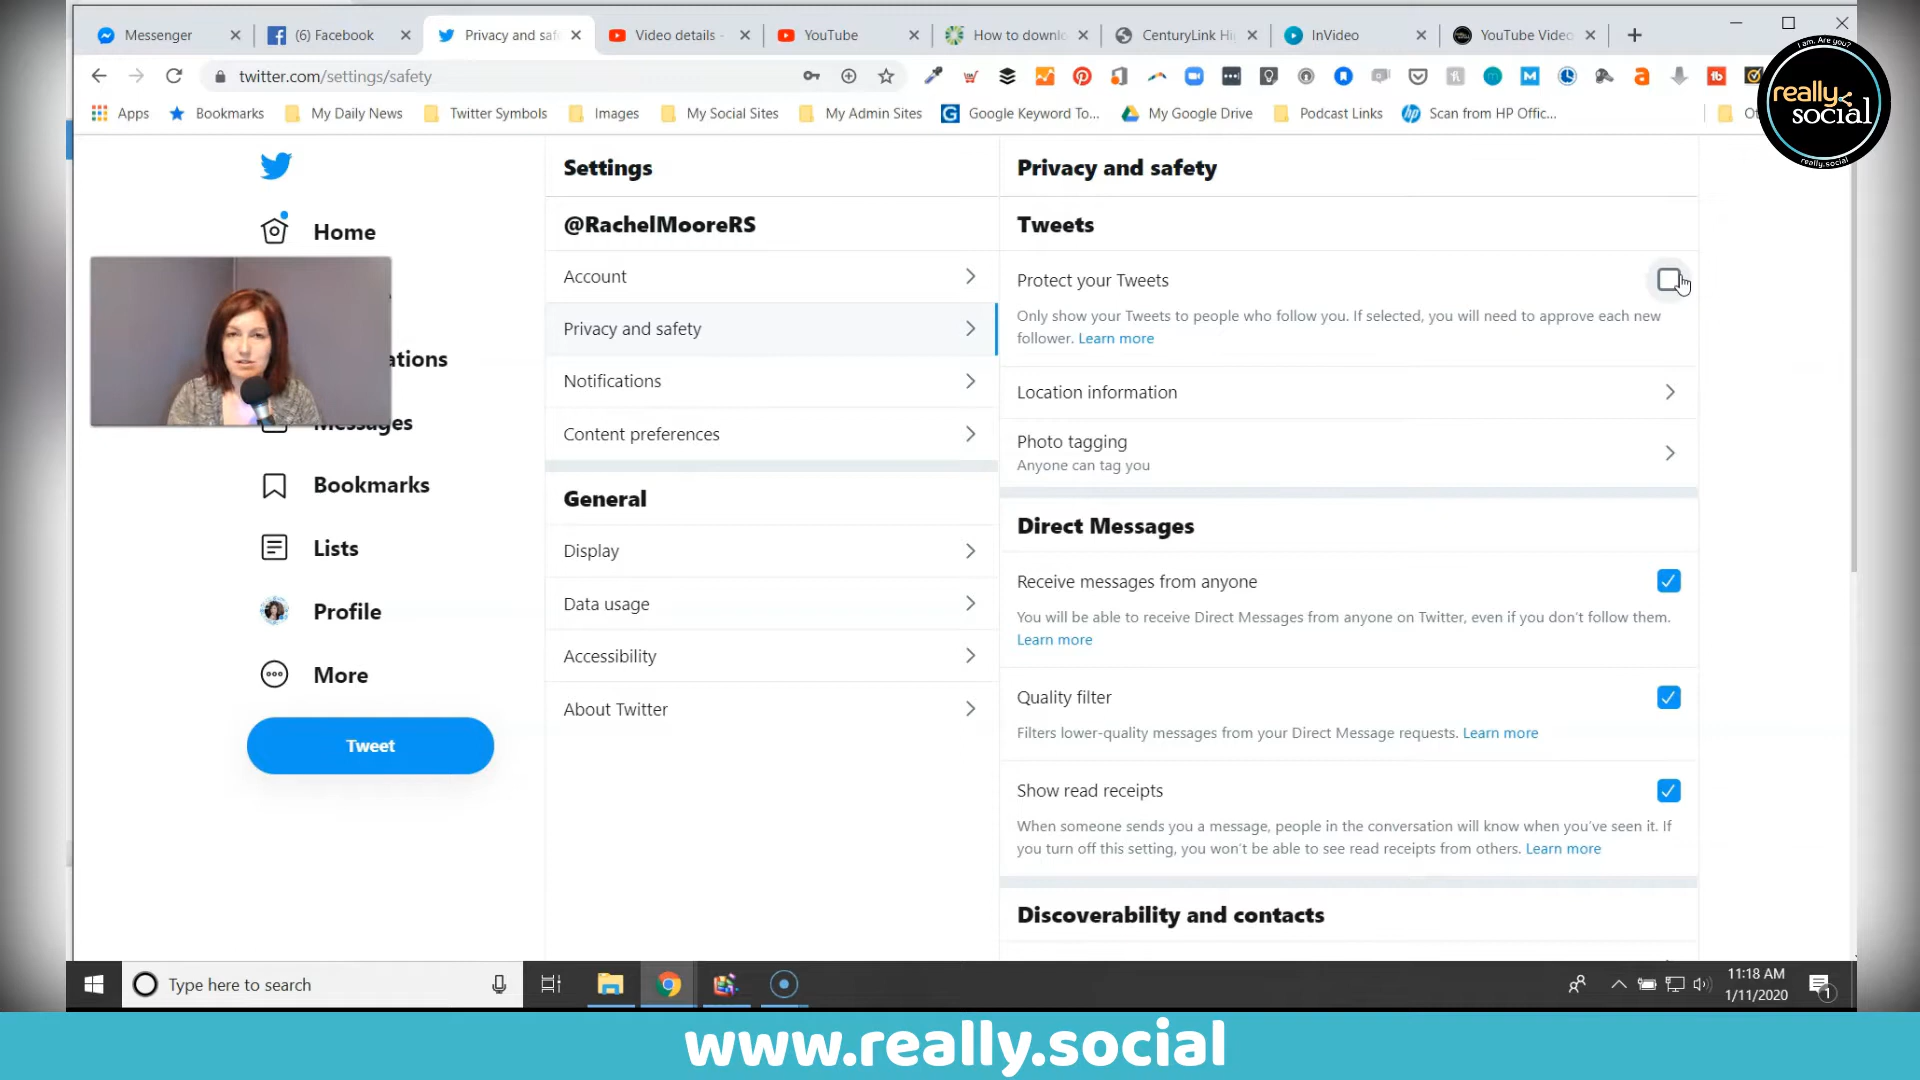 Messenger
(6) Facebook
Privacy and safe
Video details -
YouTube
How to downlo
CenturyLink Hi
InVideo
YouTube Video
twitter.com/settings/safety
Apps
Bookmarks
My Daily News
Twitter Symbols
Images
My Social Sites
My Admin Sites
Google Keyword To...
My Google Drive
Podcast Links
Scan from HP Offic...
I am. Are you?
really
social
really.social
Settings
Privacy and safety
@RachelMooreRS
Tweets
Home
Account
Protect your Tweets
Only show your Tweets to people who follow you. If selected, you will need to approve each new
follower. Learn more
Privacy and safety
ations
Notifications
Location information
Messages
Content preferences
Photo tagging
Anyone can tag you
Bookmarks
General
Direct Messages
Lists
Display
Receive messages from anyone
You will be able to receive Direct Messages from anyone on Twitter, even if you don't follow them.
Learn more
Profile
Data usage
More
Accessibility
Quality filter
Filters lower-quality messages from your Direct Message requests. Learn more
About Twitter
Tweet
Show read receipts
When someone sends you a message, people in the conversation will know when you've seen it. If
you turn off this setting, you won't be able to see read receipts from others. Learn more
Discoverability and contacts
Type here to search
11:18 AM
1/11/2020
1
www.really.social